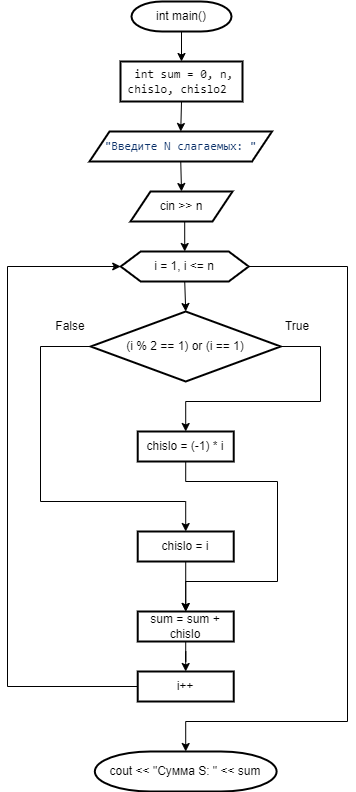 int main()
int sum = 0, n,
chislo, chislo2
"Введите N слагаемых: "
cin >> n
i = 1, i <= n
False
True
(i % 2 == 1) or (i == 1)
chislo = (-1) * i
chislo = i
sum = sum +
chislo
i++
cout << "Сумма S: " << sum